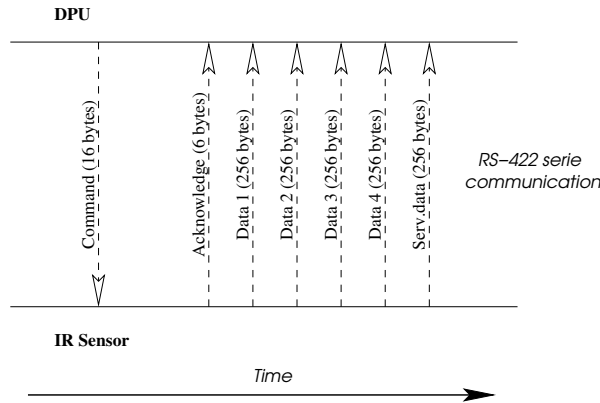 DPU
Command (16 bytes)
Acknowledge (6 bytes)
Data 1 (256 bytes)
Data 2 (256 bytes)
Data 3 (256 bytes)
Data 4 (256 bytes)
Serv.data (256 bytes)
RS–422 serie
communication
IR Sensor
Time